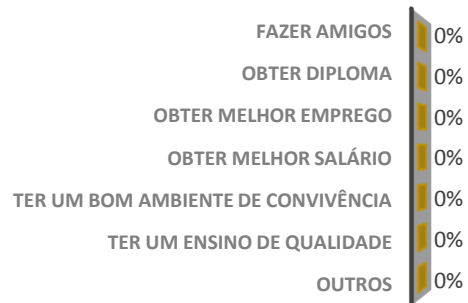 FAZER AMIGOS 0%
OBTER DIPLOMA 0%
OBTER MELHOR EMPREGO 0%
OBTER MELHOR SALÁRIO 0%
TER UM BOM AMBIENTE DE CONVIVÊNCIA 0%
TER UM ENSINO DE QUALIDADE 0%
OUTROS 0%